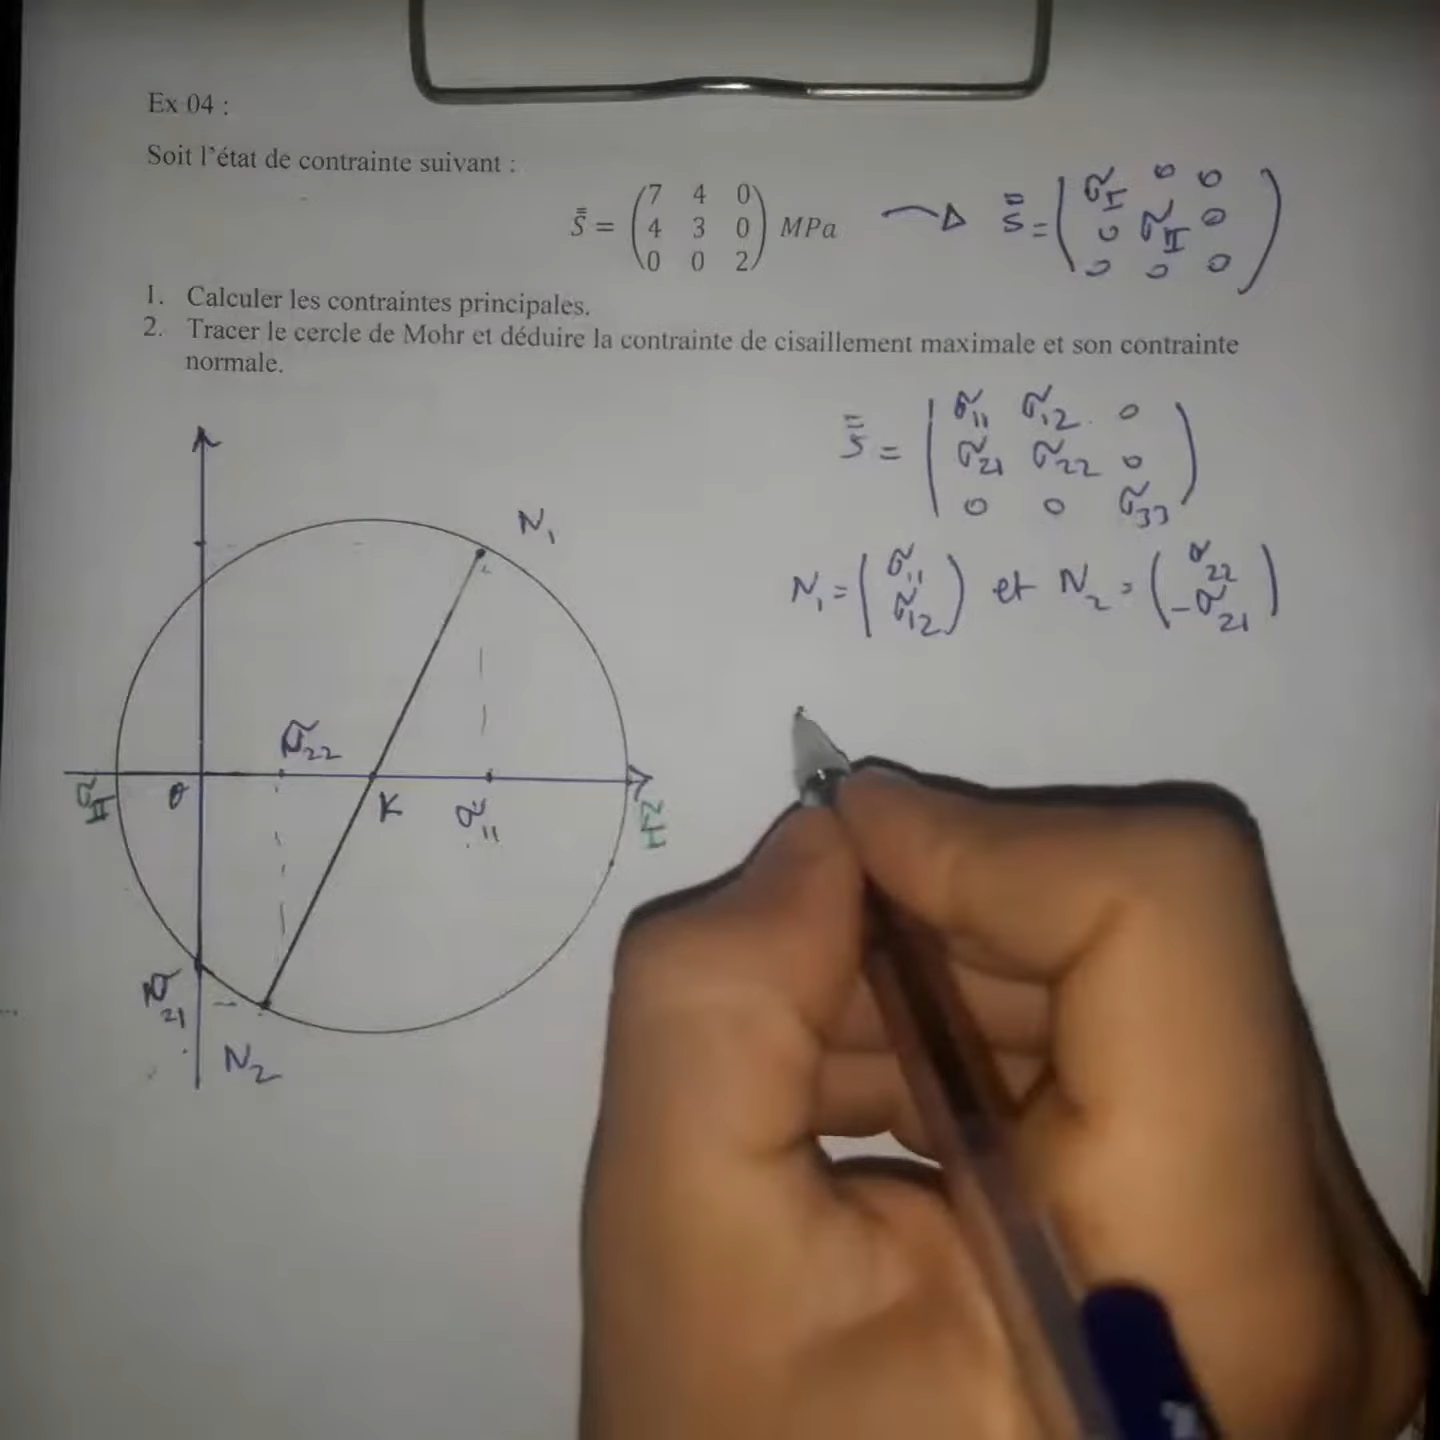 Ex 04 :
Soit l'état de contrainte suivant :
S̿ = (7 4 0
4 3 0
0 0 2) MPa → S̿ = (σI 0 0
0 σII 0
0 0 0)
1. Calculer les contraintes principales.
2. Tracer le cercle de Mohr et déduire la contrainte de cisaillement maximale et son contrainte
normale.
S̿ = (σ11 σ12 0
σ21 σ22 0
0 0 σ33)
N1 = (σ11
σ12) et N2 = (σ22
-σ21)
N1
σ22
σII
O
K
σ11
σ21
N2